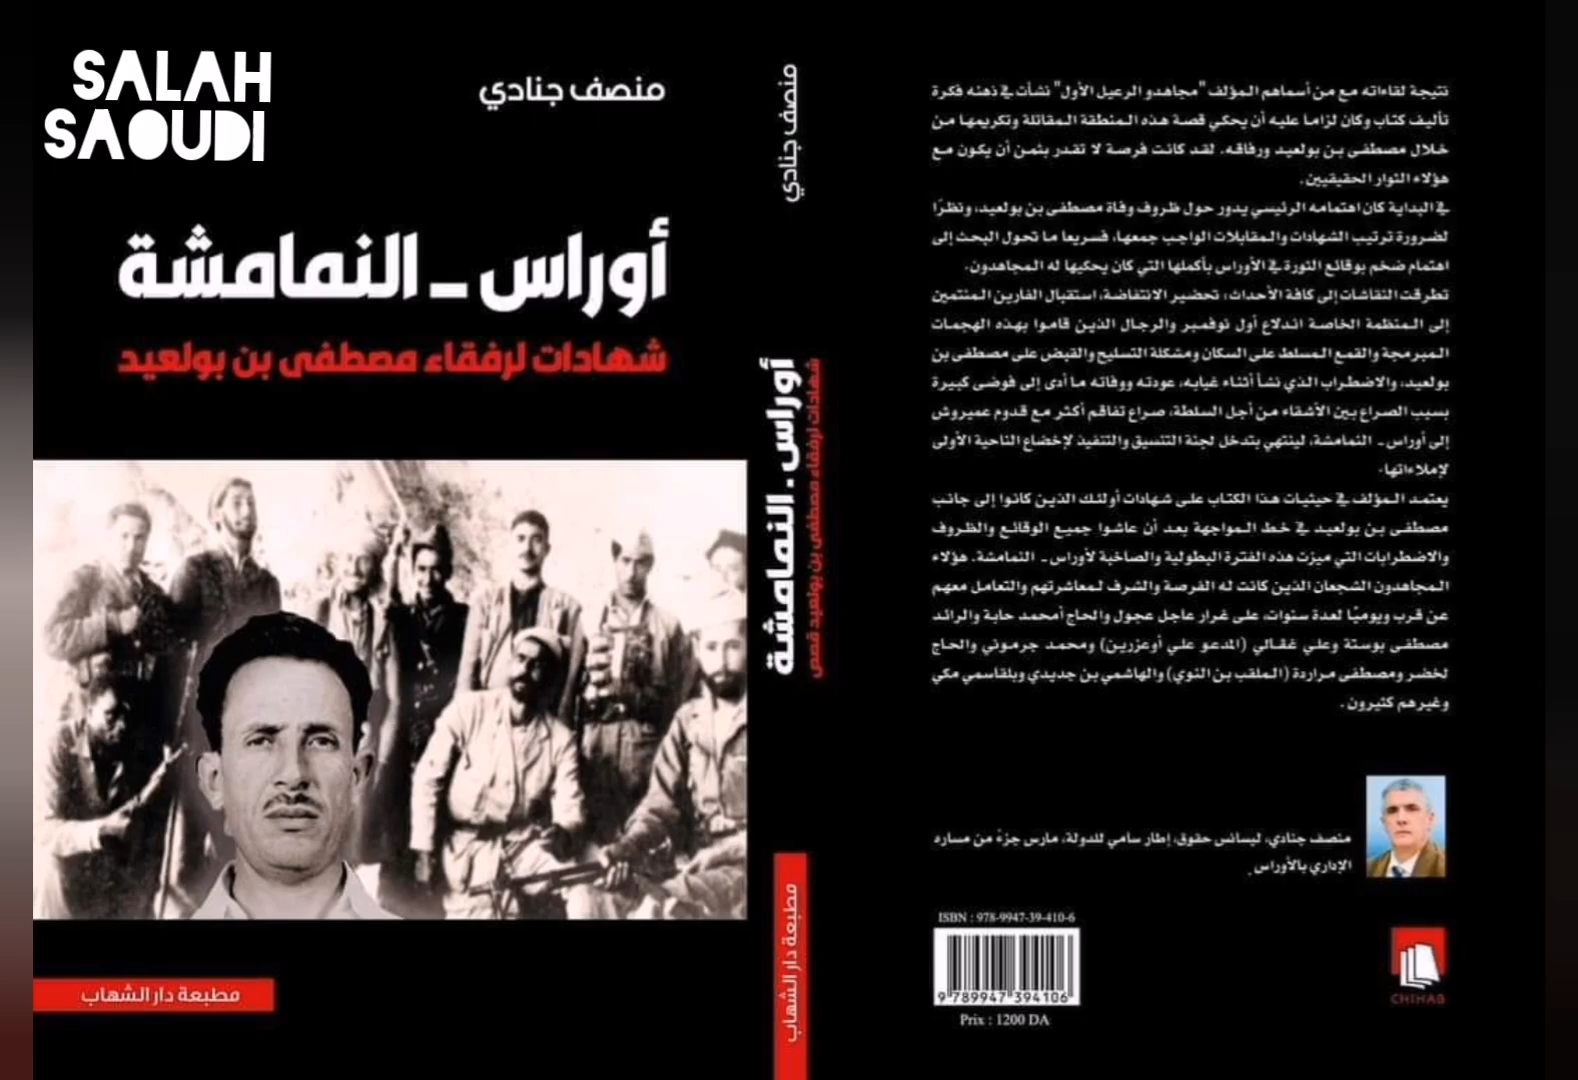 SALAH
SAOUDI
منصف جنادي
أوراس - النمامشة
شهادات لرفقاء مصطفى بن بولعيد
مطبعة دار الشهاب
منصف جنادي
أوراس - النمامشة
شهادات لرفقاء مصطفى بن بولعيد قصص
مطبعة دار الشهاب
نتيجة لقاءاته مع من أسماهم المؤلف "مجاهدو الرعيل الأول" نشأت في ذهنه فكرة
تأليف كتاب وكان لزاما عليه أن يحكي قصة هذه المنطقة المقاتلة وتكريمها من
خلال مصطفى بن بولعيد ورفاقه. لقد كانت فرصة لا تقدر بثمن أن يكون مع
هؤلاء الثوار الحقيقيين.
في البداية كان اهتمامه الرئيسي يدور حول ظروف وفاة مصطفى بن بولعيد، ونظرًا
لضرورة ترتيب الشهادات والمقابلات الواجب جمعها، فسريعا ما تحول البحث إلى
اهتمام ضخم بوقائع الثورة في الأوراس بأكملها التي كان يحكيها له المجاهدون.
تطرقت النقاشات إلى كافة الأحداث: تحضير الانتفاضة، استقبال الفارين المنتمين
إلى المنظمة الخاصة اندلاع أول نوفمبر والرجال الذين قاموا بهذه الهجمات
المبرمجة والقمع المسلط على السكان ومشكلة التسليح والقبض على مصطفى بن
بولعيد، والاضطراب الذي نشأ أثناء غيابه، عودته ووفاته ما أدى إلى فوضى كبيرة
بسبب الصراع بين الأشقاء من أجل السلطة، صراع تفاقم أكثر مع قدوم عميروش
إلى أوراس - النمامشة، لينتهي بتدخل لجنة التنسيق والتنفيذ لإخضاع الناحية الأولى
لإملاءاتها.
يعتمد المؤلف في حيثيات هذا الكتاب على شهادات أولئك الذين كانوا إلى جانب
مصطفى بن بولعيد في خط المواجهة بعد أن عاشوا جميع الوقائع والظروف
والاضطرابات التي ميزت هذه الفترة البطولية والصاخبة لأوراس - النمامشة. هؤلاء
المجاهدون الشجعان الذين كانت له الفرصة والشرف لمعاشرتهم والتعامل معهم
عن قرب ويوميًا لعدة سنوات، على غرار عاجل عجول والحاج أمحمد حابة والرائد
مصطفى بوستة وعلي غقالي (المدعو علي أوعزرين) ومحمد جرموني والحاج
لخضر ومصطفى مراردة (الملقب بن النوي) والهاشمي بن جديدي وبلقاسمي مكي
وغيرهم كثيرون.
منصف جنادي، ليسانس حقوق، إطار سامي للدولة، مارس جزءً من مساره
الإداري بالأوراس.
ISBN : 978-9947-39-410-6
9 789947 394106
Prix : 1200 DA
CHIHAB